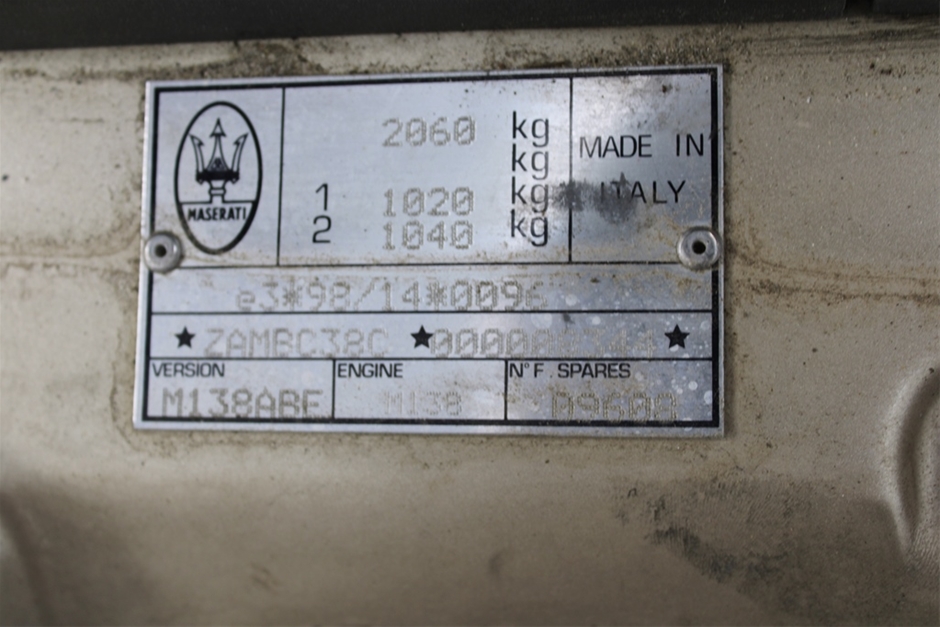 MASERATI
2060 kg
kg
1 1020 kg
2 1040 kg
MADE IN
ITALY
e3*98/14*0096
★ ZAMBC38C ★ ★
VERSION ENGINE N° F. SPARES
M138ABE M138